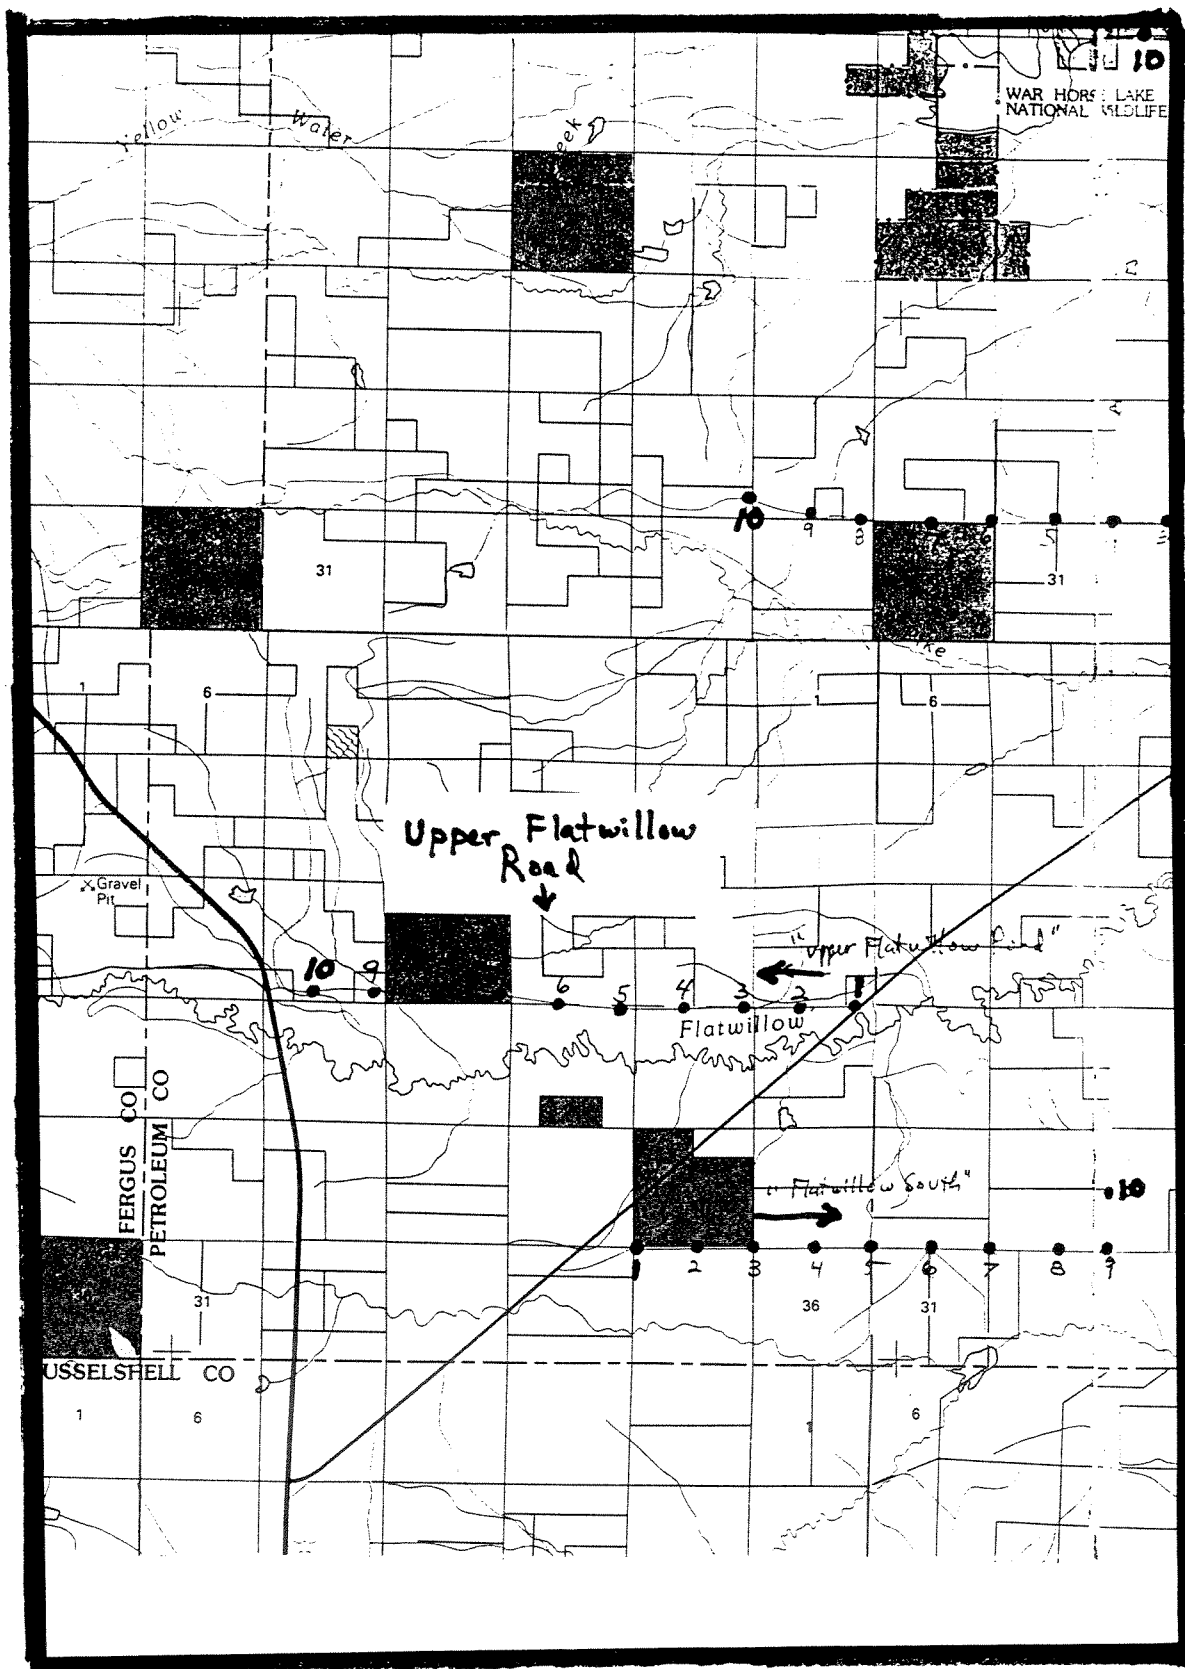 10
WAR HORSE LAKE
NATIONAL WILDLIFE
Yellow Water
eek
10 9 8 7 6 5 3
31
31
1
6
1
6
Upper Flatwillow
Road
Gravel
Pit
"Upper Flatwillow Road"
10 9
6 5 4 3 2 1
Flatwillow
FERGUS CO
PETROLEUM CO
"Flatwillow South"
10
1 2 3 4 5 6 7 8 9
31
36
31
USSELSHELL CO
1
6
1
6